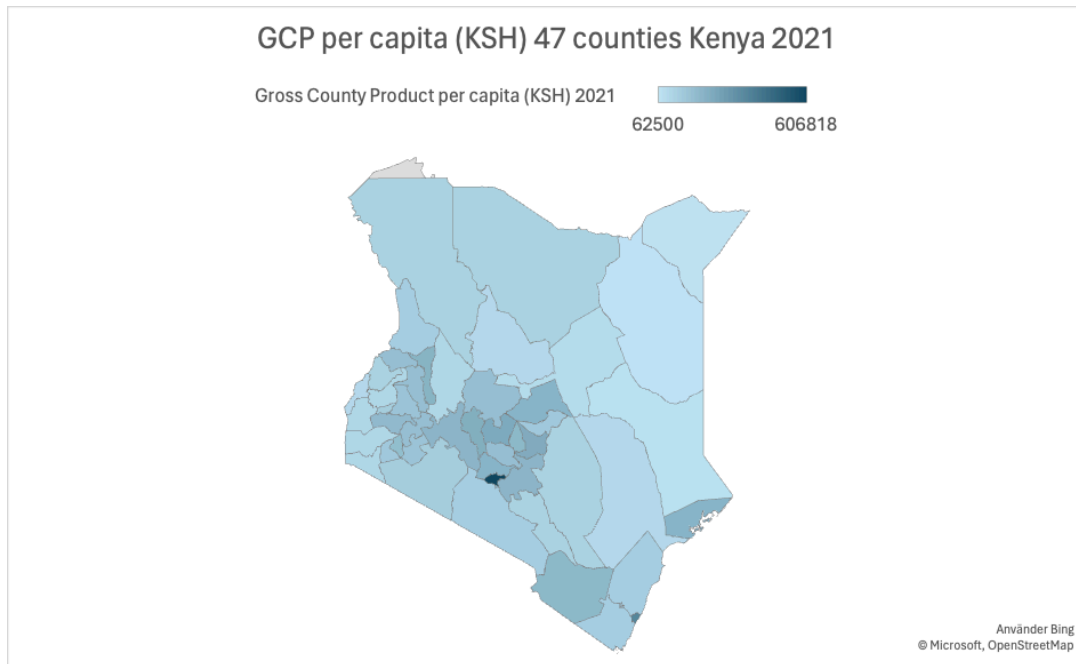 GCP per capita (KSH) 47 counties Kenya 2021
Gross County Product per capita (KSH) 2021
62500 606818
Använder Bing
© Microsoft, OpenStreetMap